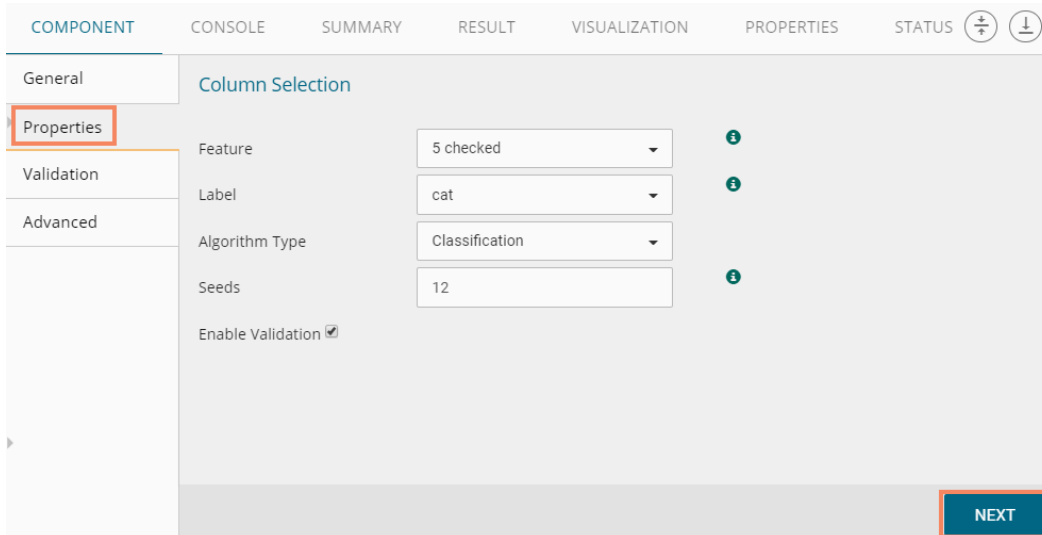 COMPONENT CONSOLE SUMMARY RESULT VISUALIZATION PROPERTIES STATUS
General
Properties
Validation
Advanced
Column Selection
Feature 5 checked
Label cat
Algorithm Type Classification
Seeds 12
Enable Validation
NEXT